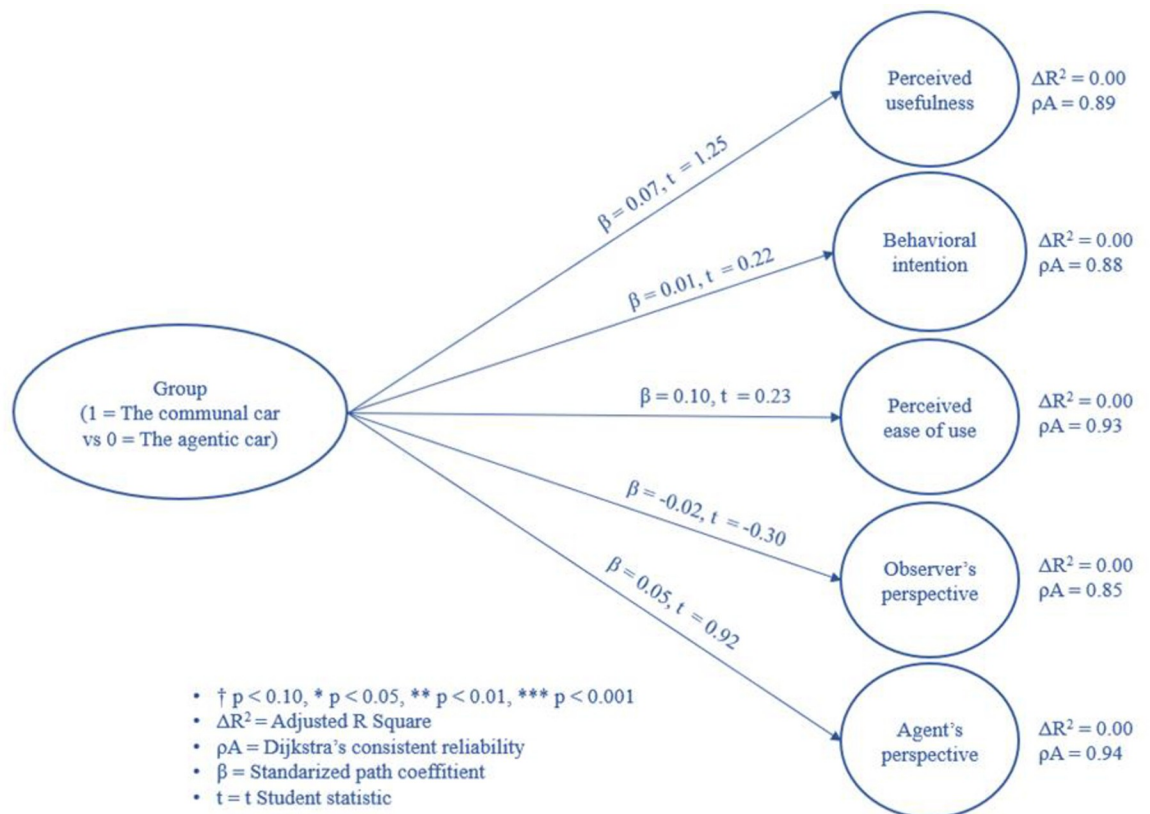 Perceived
usefulness
ΔR² = 0.00
ρA = 0.89
β = 0.07, t = 1.25
Behavioral
intention
ΔR² = 0.00
ρA = 0.88
β = 0.01, t = 0.22
Group
(1 = The communal car
vs 0 = The agentic car)
β = 0.10, t = 0.23
Perceived
ease of use
ΔR² = 0.00
ρA = 0.93
β = -0.02, t = -0.30
Observer’s
perspective
ΔR² = 0.00
ρA = 0.85
β = 0.05, t = 0.92
Agent’s
perspective
ΔR² = 0.00
ρA = 0.94
• † p < 0.10, * p < 0.05, ** p < 0.01, *** p < 0.001
• ΔR² = Adjusted R Square
• ρA = Dijkstra’s consistent reliability
• β = Standarized path coeffitient
• t = t Student statistic